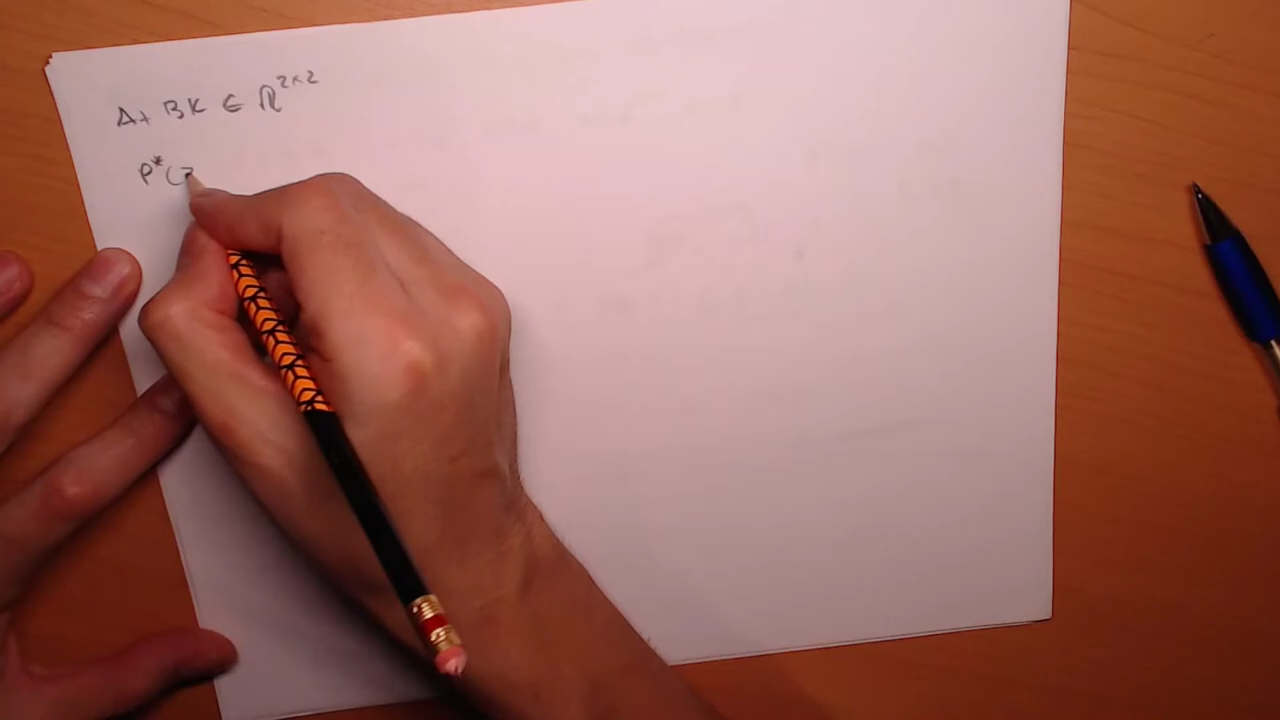 A+ BK ∈ ℝ^{2×2}
P*(z